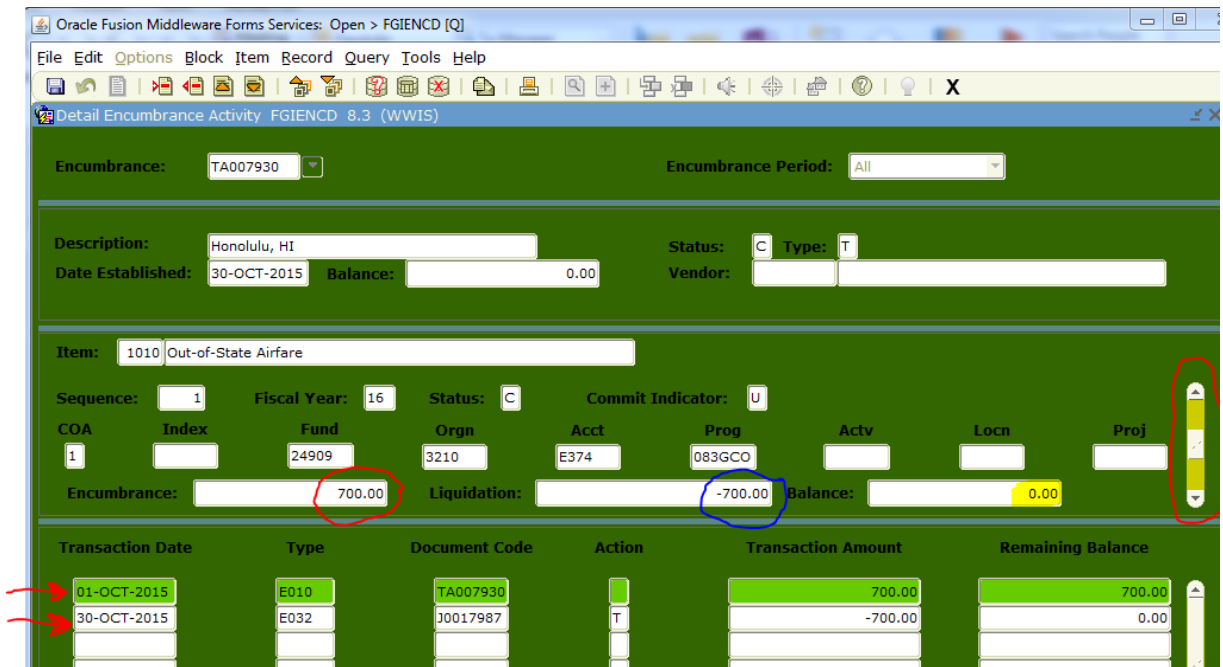 Oracle Fusion Middleware Forms Services: Open > FGIENCD [Q]
File Edit Options Block Item Record Query Tools Help
X
Detail Encumbrance Activity FGIENCD 8.3 (WWIS)
Encumbrance: TA007930 Encumbrance Period: All
Description: Honolulu, HI Status: C Type: T
Date Established: 30-OCT-2015 Balance: 0.00 Vendor:
Item: 1010 Out-of-State Airfare
Sequence: 1 Fiscal Year: 16 Status: C Commit Indicator: U
COA Index Fund Orgn Acct Prog Actv Locn Proj
1 24909 3210 E374 083GCO
Encumbrance: 700.00 Liquidation: -700.00 Balance: 0.00
Transaction Date Type Document Code Action Transaction Amount Remaining Balance
01-OCT-2015 E010 TA007930 700.00 700.00
30-OCT-2015 E032 J0017987 T -700.00 0.00